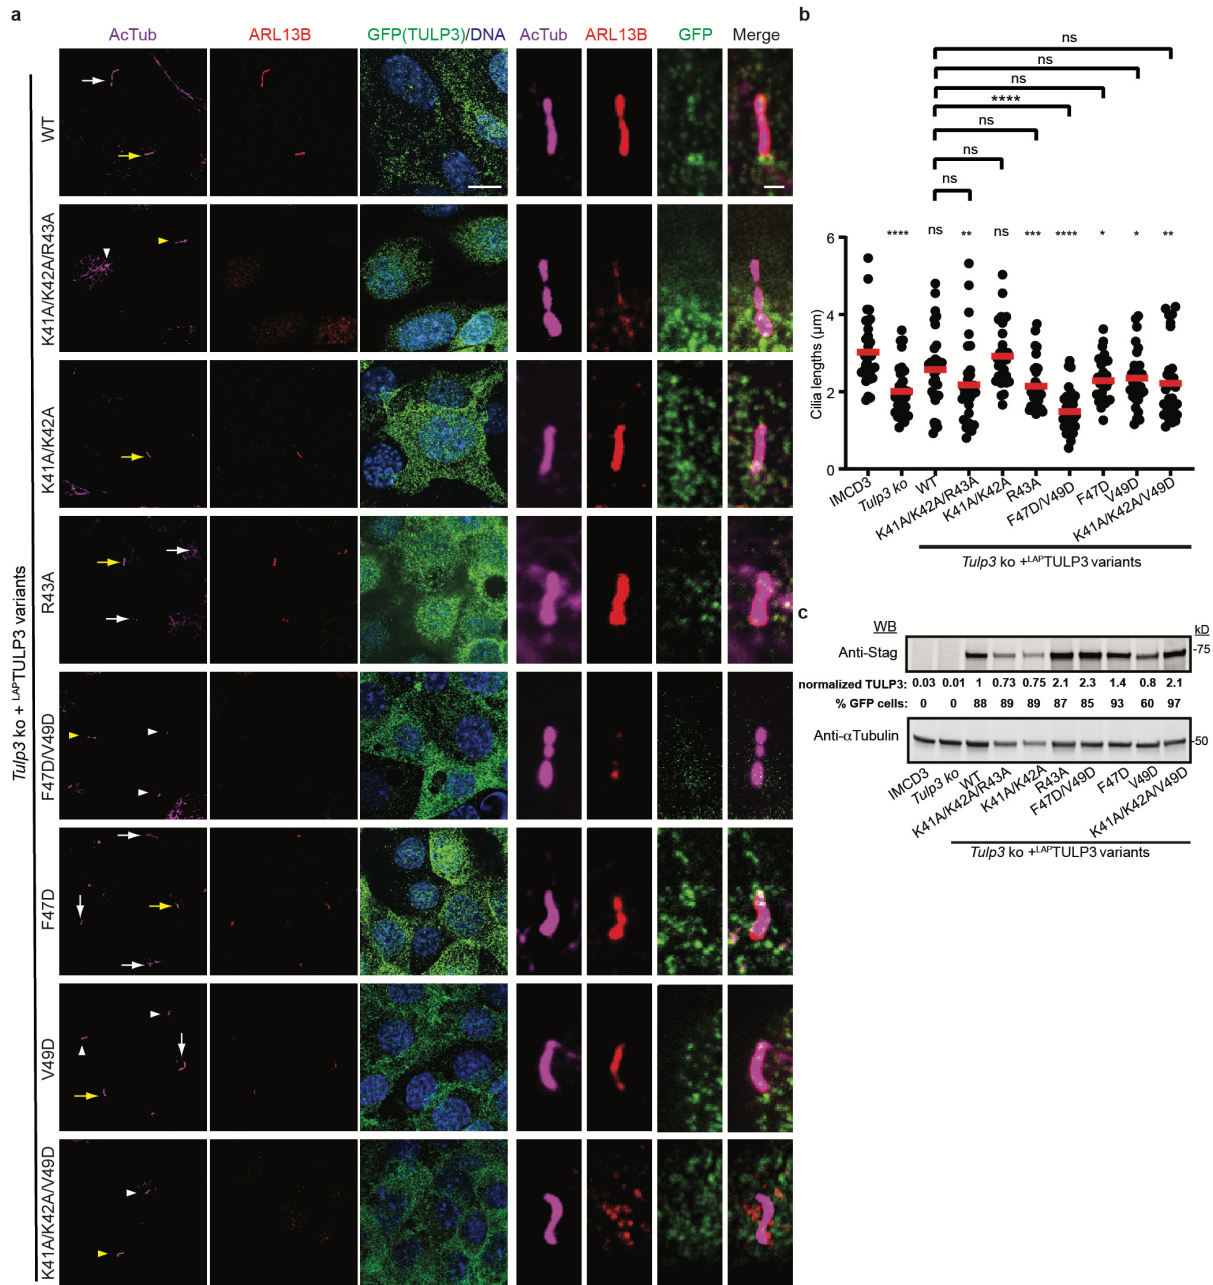 a
AcTub ARL13B GFP(TULP3)/DNA AcTub ARL13B GFP Merge
Tulp3 ko + LAPTULP3 variants
WT
K41A/K42A/R43A
K41A/K42A
R43A
F47D/V49D
F47D
V49D
K41A/K42A/V49D
b
ns
ns
ns
****
ns
ns
ns
**** ns ** ns *** **** * * **
Cilia lengths (µm)
6
4
2
0
IMCD3 Tulp3 ko WT K41A/K42A/R43A K41A/K42A R43A F47D/V49D F47D V49D K41A/K42A/V49D
Tulp3 ko +LAPTULP3 variants
c
WB kD
Anti-Stag -75
normalized TULP3: 0.03 0.01 1 0.73 0.75 2.1 2.3 1.4 0.8 2.1
% GFP cells: 0 0 88 89 89 87 85 93 60 97
Anti-αTubulin -50
IMCD3 Tulp3 ko WT K41A/K42A/R43A K41A/K42A R43A F47D/V49D F47D V49D K41A/K42A/V49D
Tulp3 ko +LAPTULP3 variants